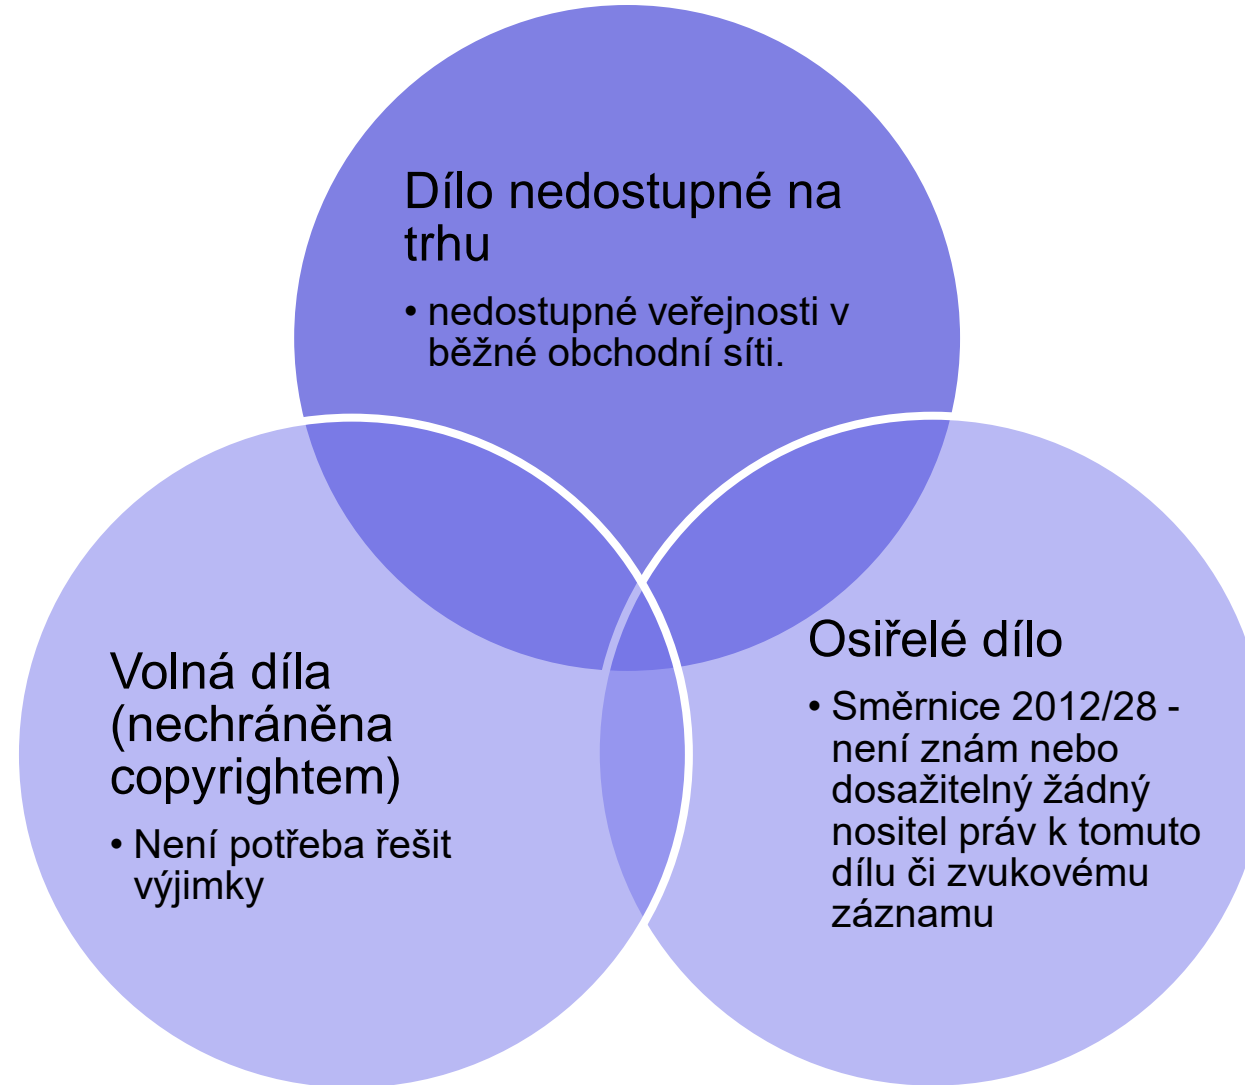 Dílo nedostupné na
trhu
• nedostupné veřejnosti v
běžné obchodní síti.
Volná díla
(nechráněna
copyrightem)
• Není potřeba řešit
výjimky
Osiřelé dílo
• Směrnice 2012/28 -
není znám nebo
dosažitelný žádný
nositel práv k tomuto
dílu či zvukovému
záznamu